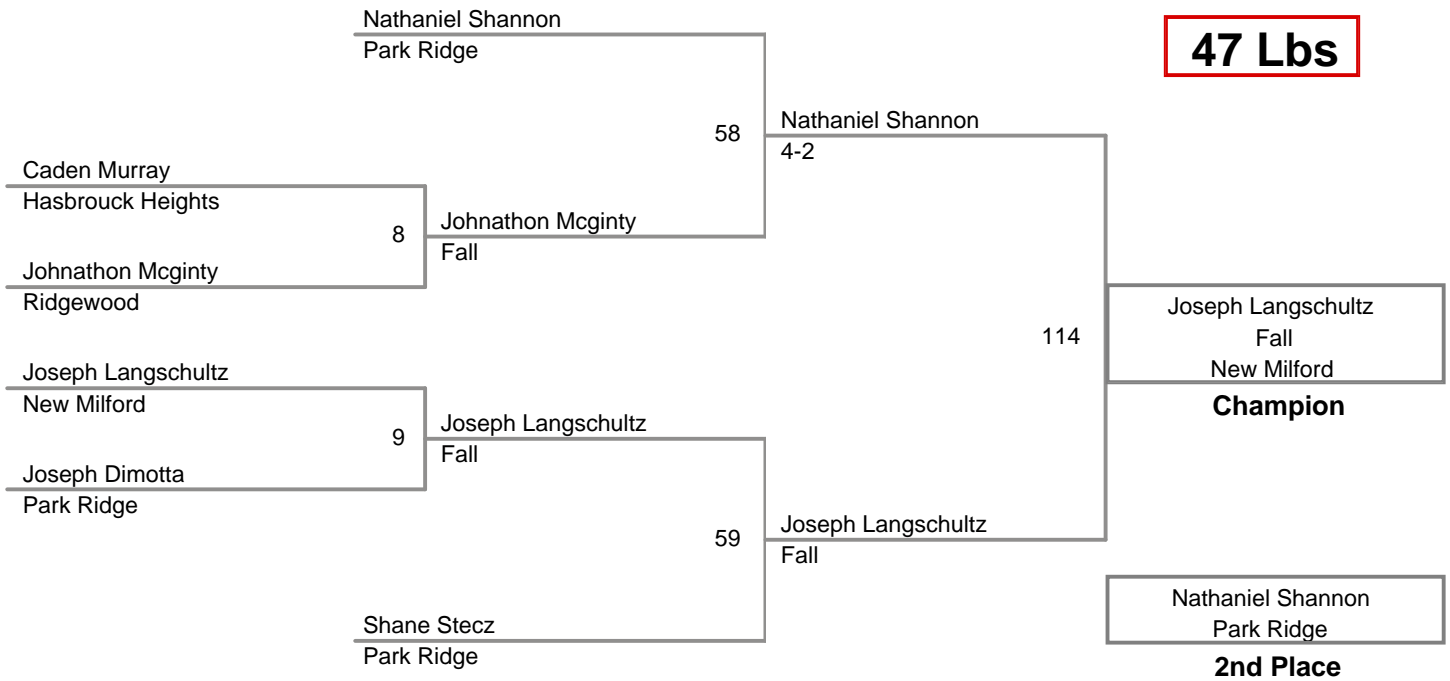 Nathaniel Shannon
Park Ridge
47 Lbs
58
Nathaniel Shannon
4-2
Caden Murray
Hasbrouck Heights
8
Johnathon Mcginty
Fall
Johnathon Mcginty
Ridgewood
114
Joseph Langschultz
Fall
New Milford
Champion
Joseph Langschultz
New Milford
9
Joseph Langschultz
Fall
Joseph Dimotta
Park Ridge
59
Joseph Langschultz
Fall
Shane Stecz
Park Ridge
Nathaniel Shannon
Park Ridge
2nd Place